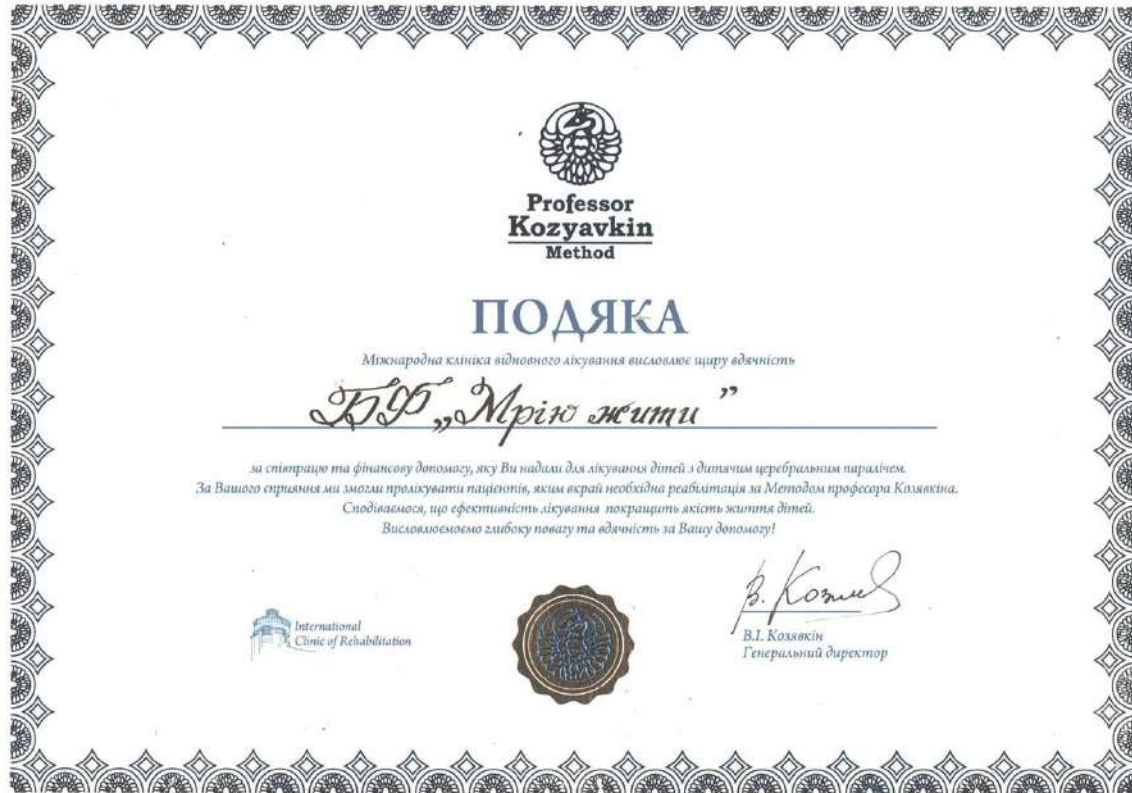 Professor
Kozyavkin
Method
ПОДЯКА
Міжнародна клініка відновного лікування висловлює щиру вдячність
БФ „Мрію жити”
за співпрацю та фінансову допомогу, яку Ви надали для лікування дітей з дитячим церебральним паралічем.
За Вашого сприяння ми змогли пролікувати пацієнтів, яким вкрай необхідна реабілітація за Методом професора Козявкіна.
Сподіваємося, що ефективність лікування покращить якість життя дітей.
Висловлюємоємо глибоку повагу та вдячність за Вашу допомогу!
International
Clinic of Rehabilitation
В.І. Козявкін
Генеральний директор